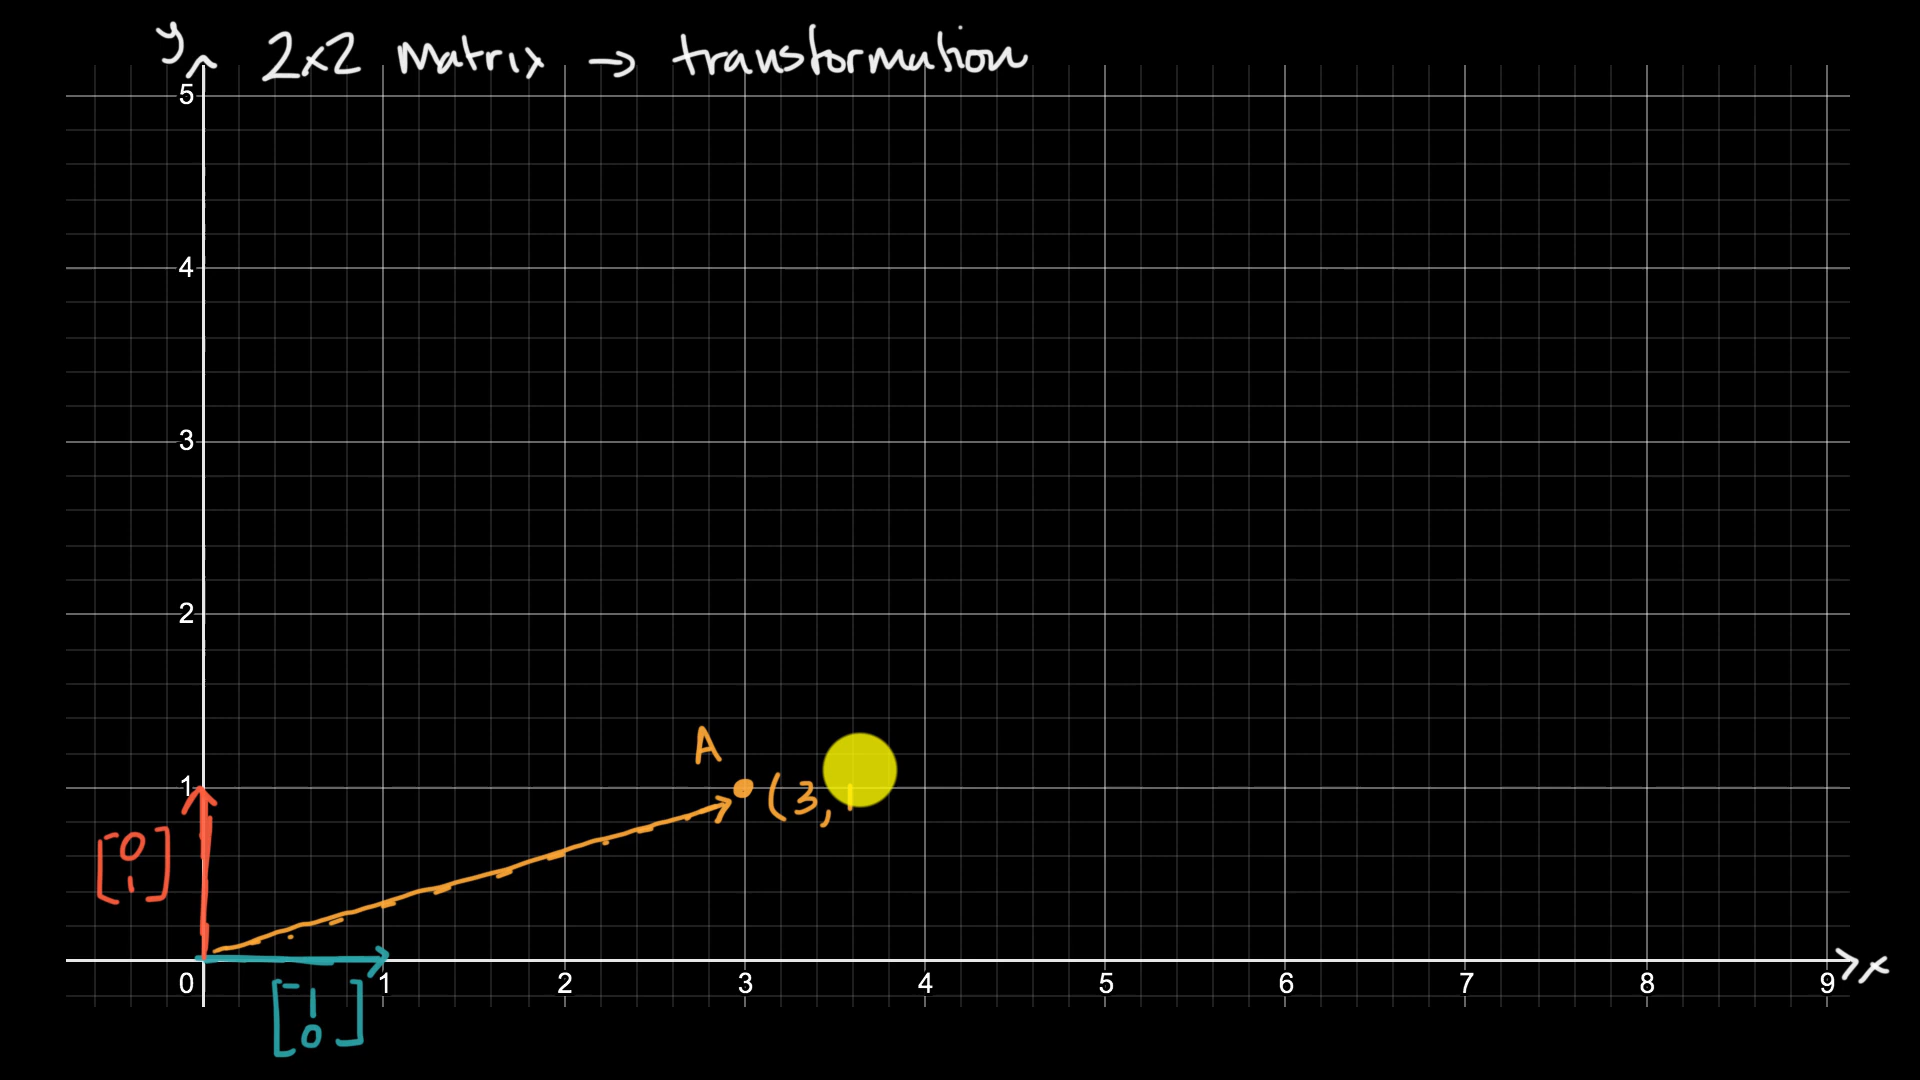 y 2x2 Matrix → transformation
5
4
3
2
A
1 (3, 1
[0
1]
0 1 2 3 4 5 6 7 8 9 x
[1
0]